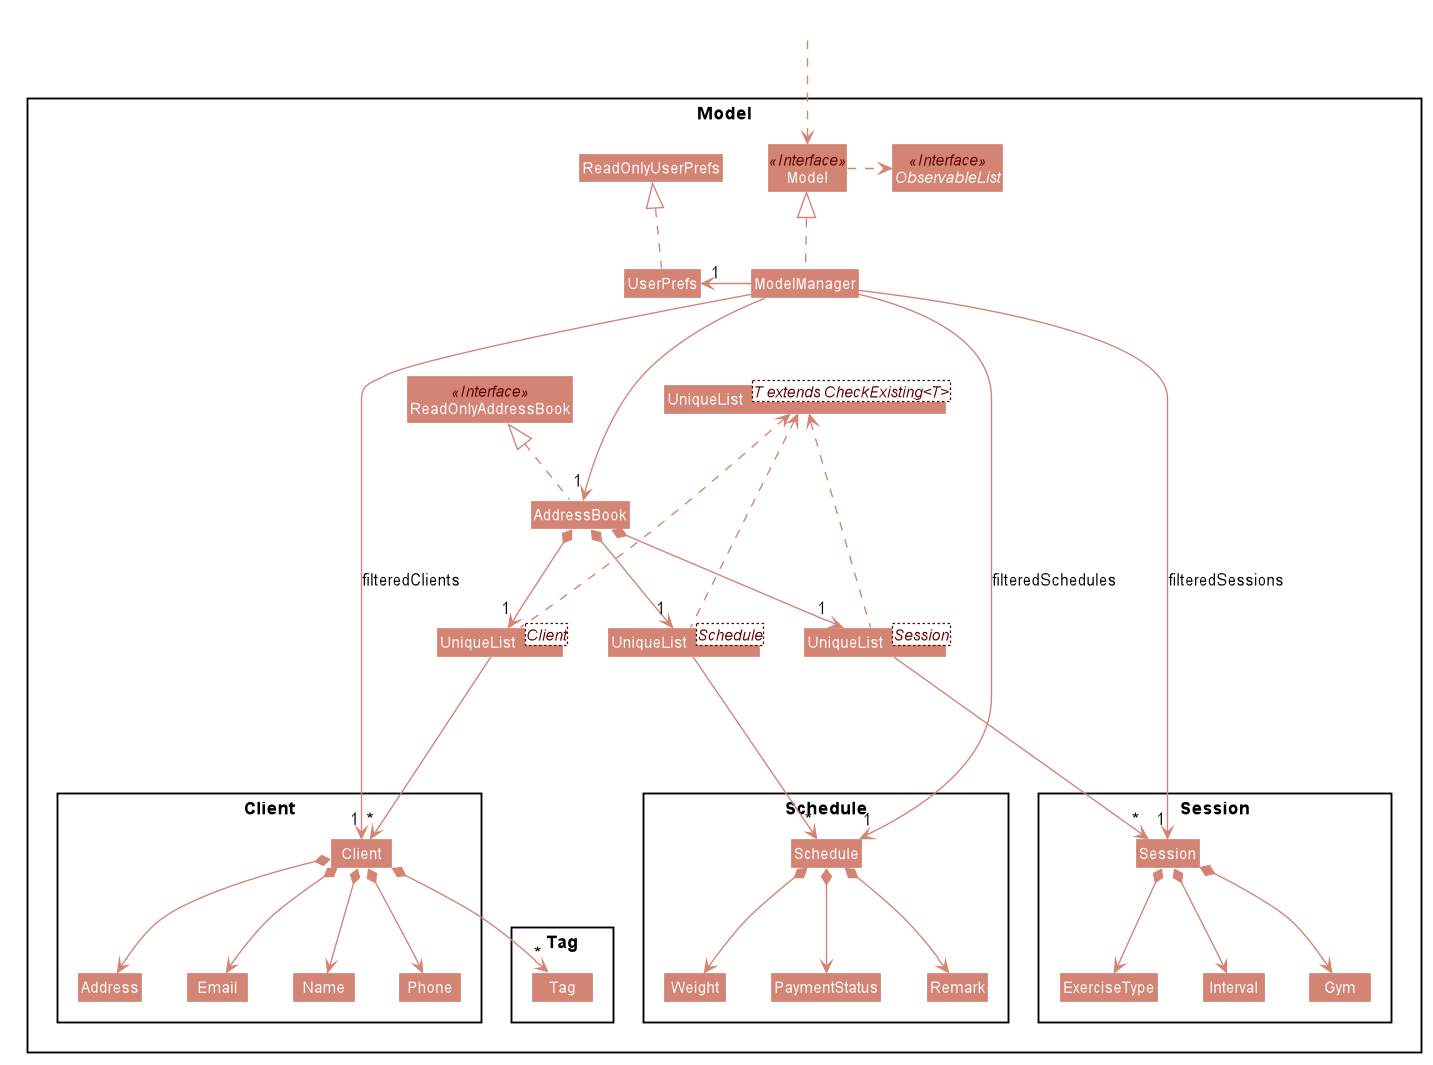 Model
«Interface»
Model
«Interface»
ObservableList
ReadOnlyUserPrefs
UserPrefs
1
ModelManager
«Interface»
ReadOnlyAddressBook
UniqueList
T extends CheckExisting<T>
1
AddressBook
filteredClients
filteredSchedules
filteredSessions
1
1
1
UniqueList
Client
UniqueList
Schedule
UniqueList
Session
Client
Schedule
Session
1
*
*
1
*
1
Client
Schedule
Session
Tag
*
Address
Email
Name
Phone
Tag
Weight
PaymentStatus
Remark
ExerciseType
Interval
Gym